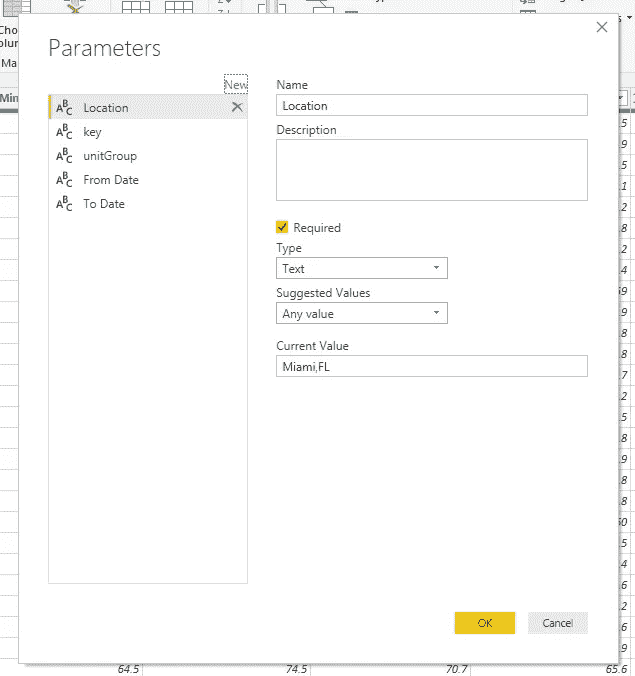 Parameters
New
Location
key
unitGroup
From Date
To Date
Name
Location
Description
Required
Type
Text
Suggested Values
Any value
Current Value
Miami,FL
OK
Cancel
64.5 74.5 70.7 65.6